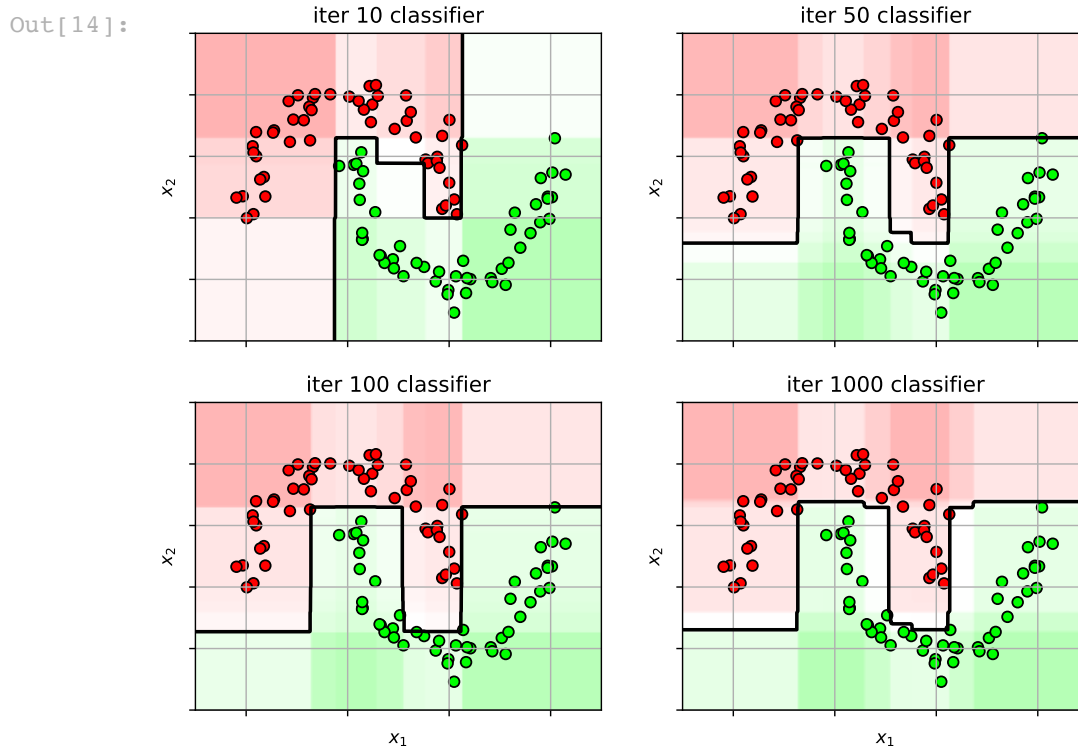 Out[14]:
iter 10 classifier
iter 50 classifier
x₂
x₂
iter 100 classifier
iter 1000 classifier
x₂
x₂
x₁
x₁